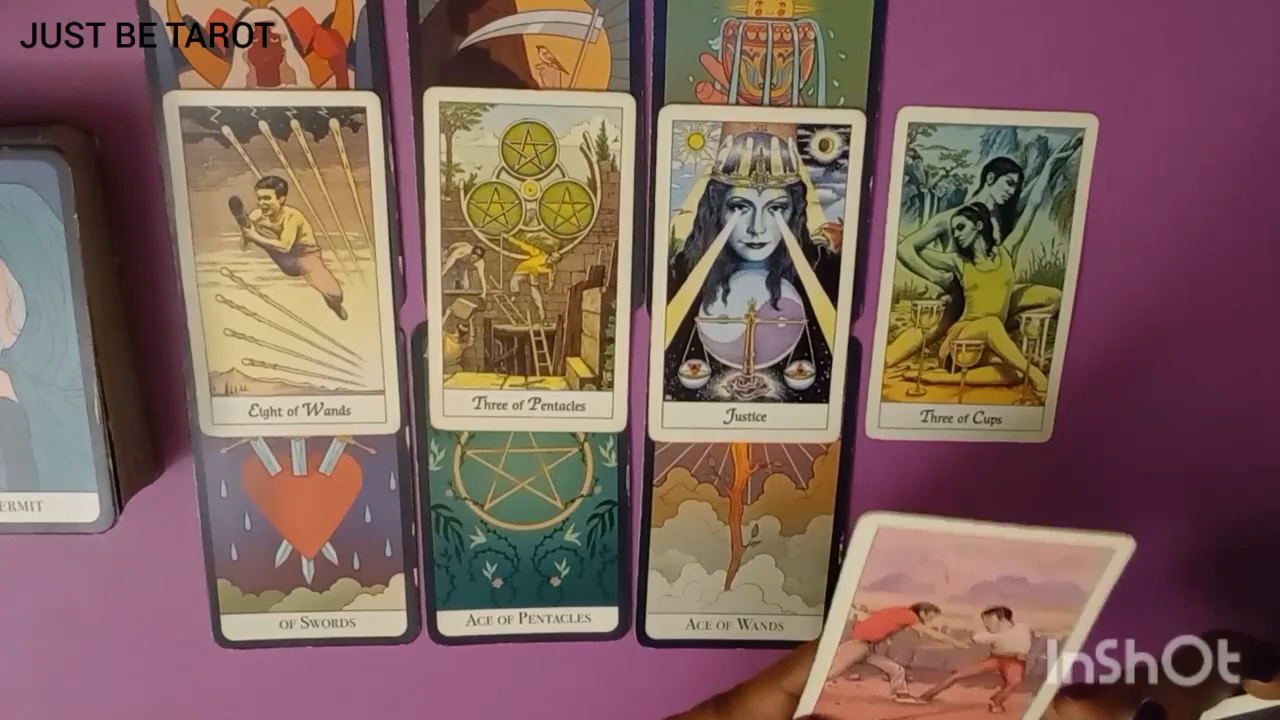 JUST BE TAROT
Eight of Wands
Three of Pentacles
Justice
Three of Cups
ERMIT
OF SWORDS
ACE OF PENTACLES
ACE OF WANDS
InShOt